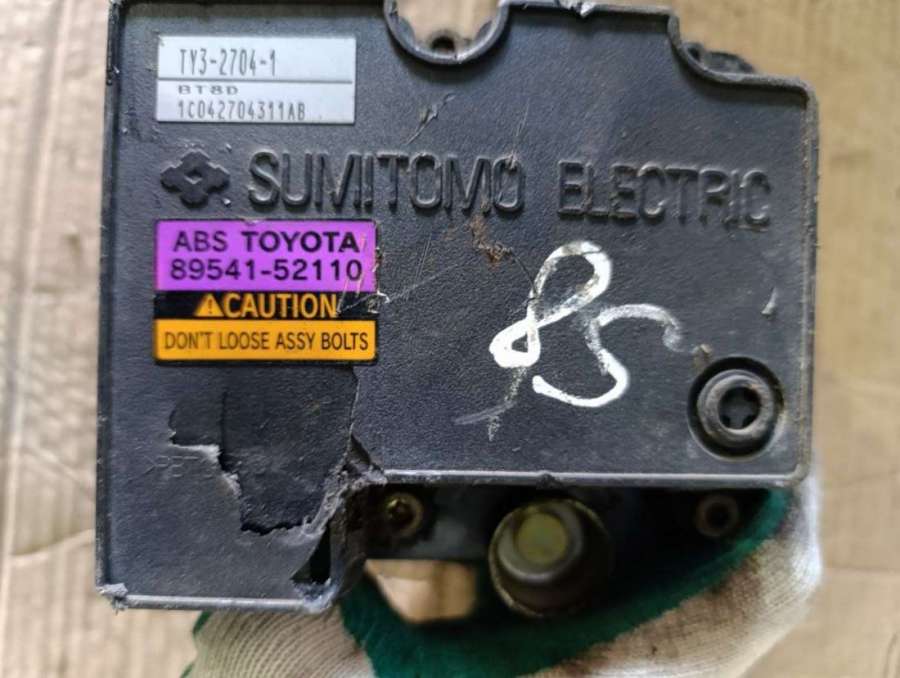 TY3-2704-1
BT8D
1C042704311AB
SUMITOMO ELECTRIC
ABS TOYOTA
89541-52110
CAUTION
DON'T LOOSE ASSY BOLTS
85